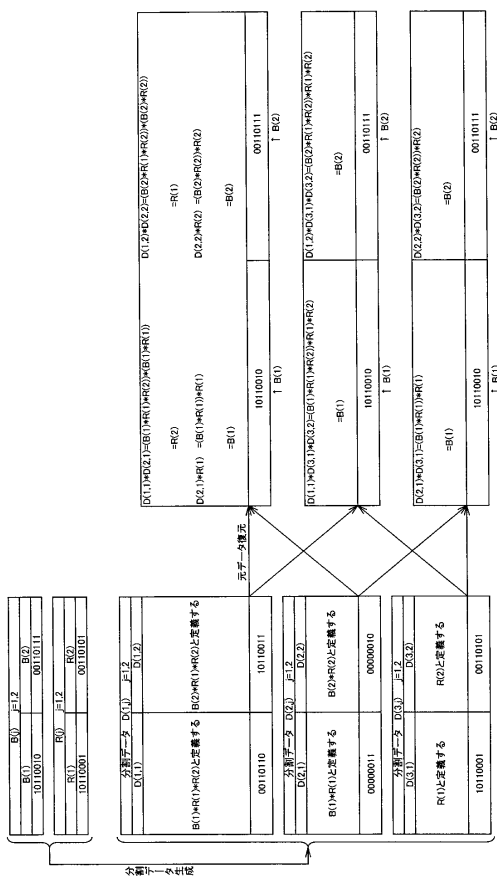 B(j) j=1,2
B(1) B(2)
10110010 00110111
R(j) j=1,2
R(1) R(2)
10110001 00110101
分割データ生成
分割データ D(1,j) j=1,2
D(1,1) D(1,2)
B(1)*R(1)*R(2)と定義する B(2)*R(1)*R(2)と定義する
00110110 10110011
分割データ D(2,j) j=1,2
D(2,1) D(2,2)
B(1)*R(1)と定義する B(2)*R(2)と定義する
00000011 00000010
分割データ D(3,j) j=1,2
D(3,1) D(3,2)
R(1)と定義する R(2)と定義する
10110001 00110101
元データ復元
D(1,1)*D(2,1)=(B(1)*R(1)*R(2))*(B(1)*R(1)) D(1,2)*D(2,2)=(B(2)*R(1)*R(2))*(B(2)*R(2))
=R(2) =R(1)
D(2,1)*R(1) =(B(1)*R(1))*R(1) D(2,2)*R(2) =(B(2)*R(2))*R(2)
=B(1) =B(2)
10110010 00110111
↑ B(1) ↑ B(2)
D(1,1)*D(3,1)*D(3,2)=(B(1)*R(1)*R(2))*R(1)*R(2) D(1,2)*D(3,1)*D(3,2)=(B(2)*R(1)*R(2))*R(1)*R(2)
=B(1) =B(2)
10110010 00110111
↑ B(1) ↑ B(2)
D(2,1)*D(3,1)=(B(1)*R(1))*R(1) D(2,2)*D(3,2)=(B(2)*R(2))*R(2)
=B(1) =B(2)
10110010 00110111
↑ B(1) ↑ B(2)